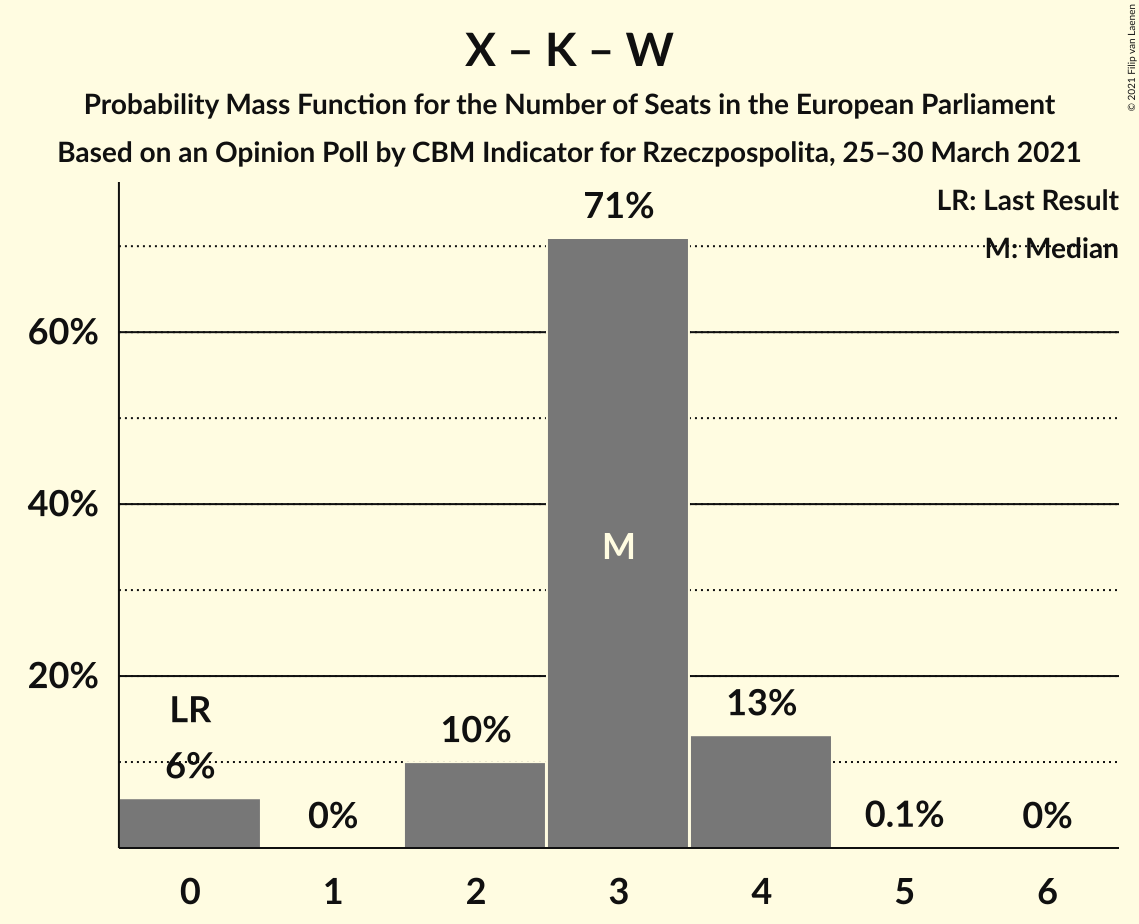 X – K – W
Probability Mass Function for the Number of Seats in the European Parliament
Based on an Opinion Poll by CBM Indicator for Rzeczpospolita, 25–30 March 2021
© 2021 Filip van Laenen
LR: Last Result
M: Median
71%
60%
M
40%
20%
LR
6%
0%
10%
13%
0.1%
0%
0 1 2 3 4 5 6